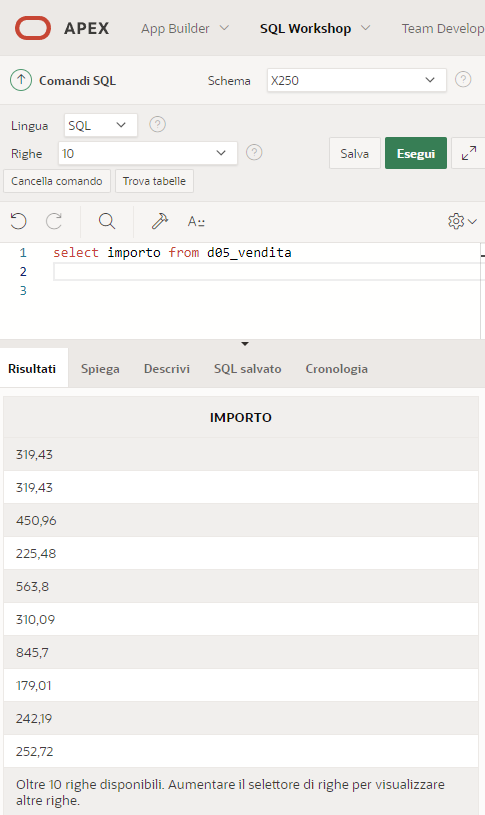 APEX App Builder SQL Workshop Team Develop
Comandi SQL Schema X250
Lingua SQL
Righe 10 Salva Esegui
Cancella comando Trova tabelle
A
1 select importo from d05_vendita
2
3
Risultati Spiega Descrivi SQL salvato Cronologia
IMPORTO
319,43
319,43
450,96
225,48
563,8
310,09
845,7
179,01
242,19
252,72
Oltre 10 righe disponibili. Aumentare il selettore di righe per visualizzare
altre righe.